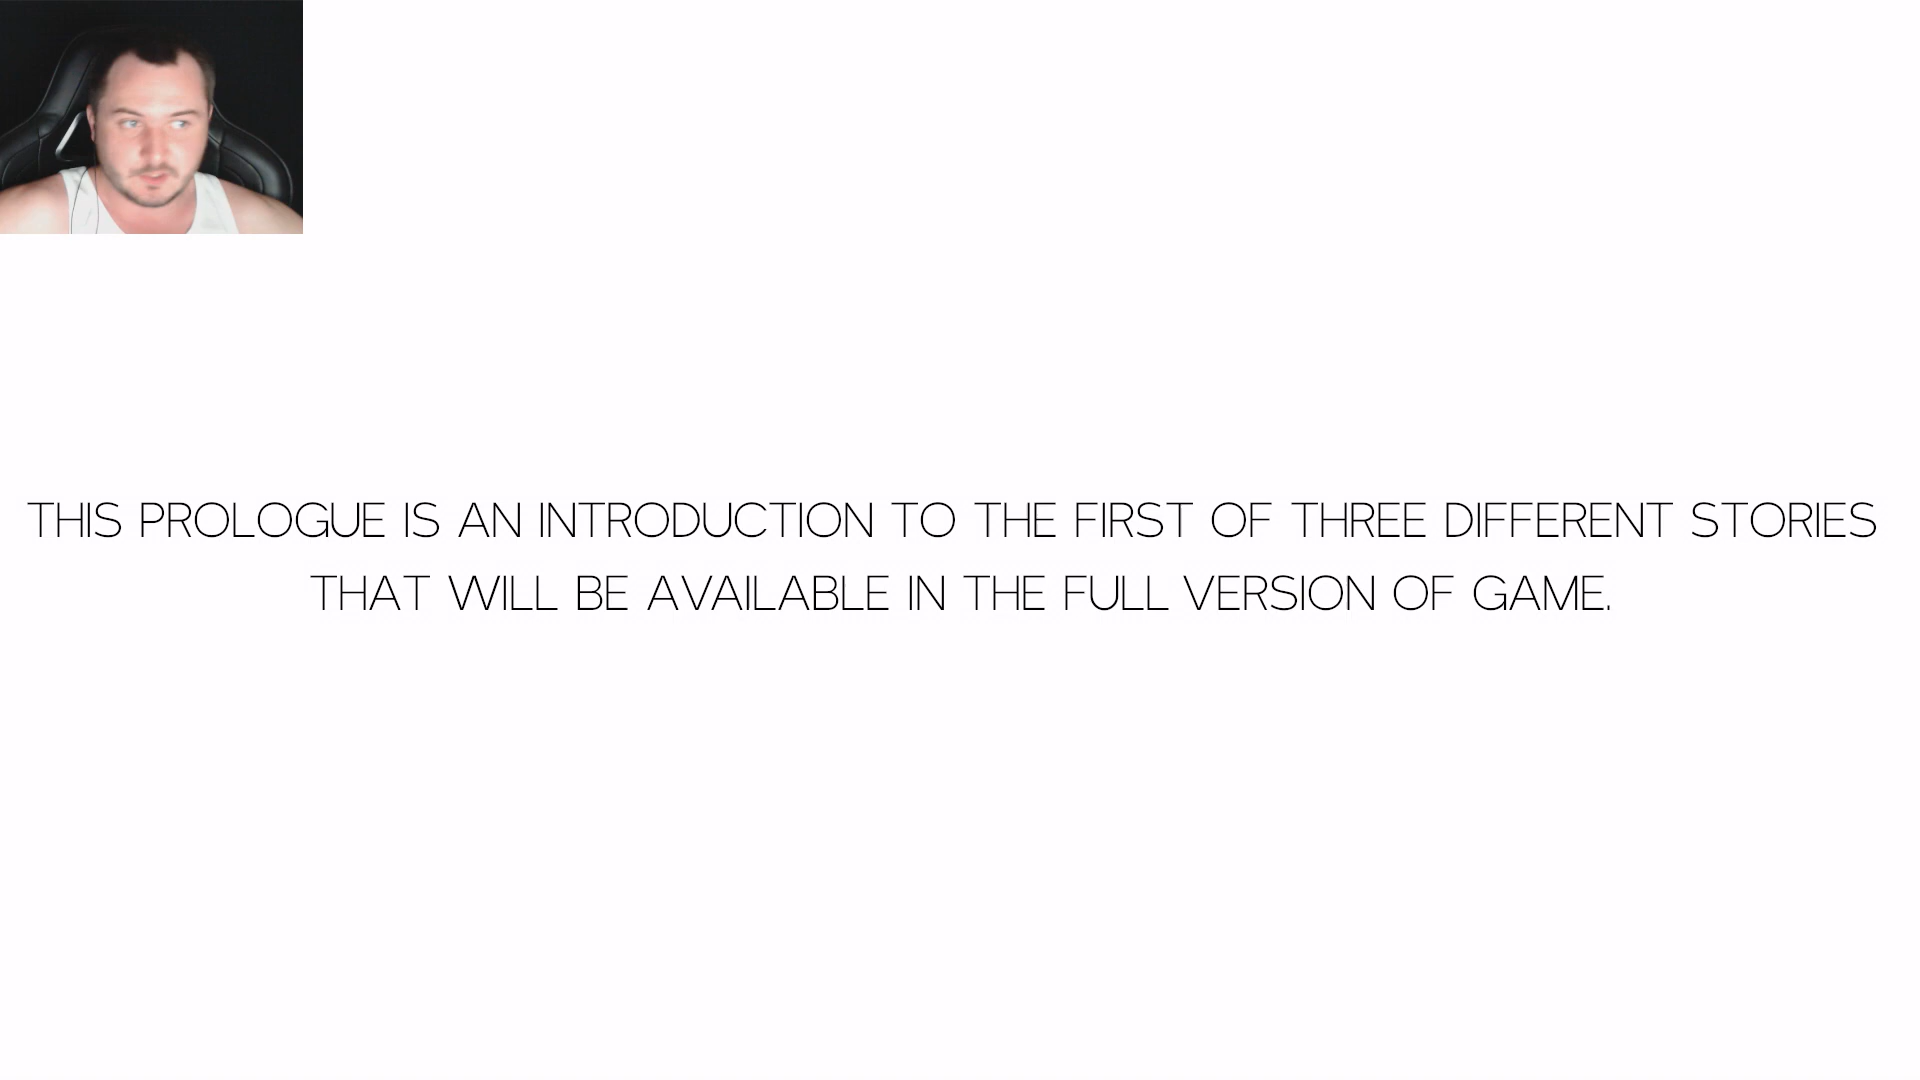 THIS PROLOGUE IS AN INTRODUCTION TO THE FIRST OF THREE DIFFERENT STORIES
THAT WILL BE AVAILABLE IN THE FULL VERSION OF GAME.